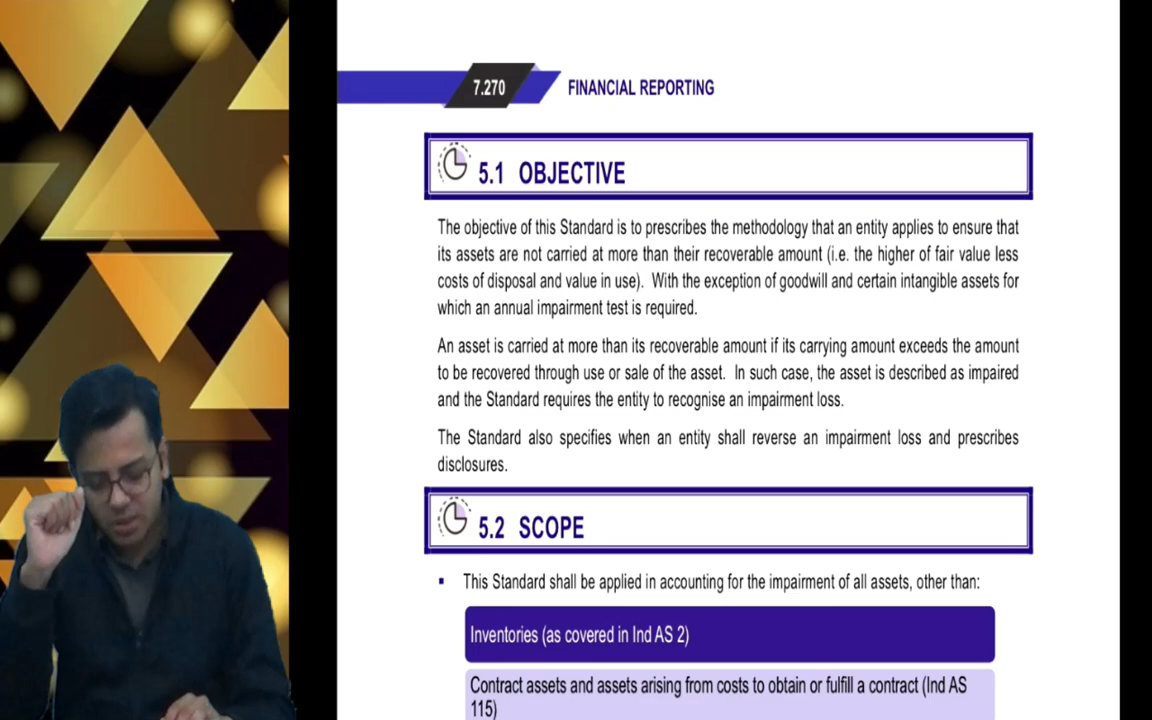 7.270 FINANCIAL REPORTING
5.1 OBJECTIVE
The objective of this Standard is to prescribes the methodology that an entity applies to ensure that
its assets are not carried at more than their recoverable amount (i.e. the higher of fair value less
costs of disposal and value in use). With the exception of goodwill and certain intangible assets for
which an annual impairment test is required.
An asset is carried at more than its recoverable amount if its carrying amount exceeds the amount
to be recovered through use or sale of the asset. In such case, the asset is described as impaired
and the Standard requires the entity to recognise an impairment loss.
The Standard also specifies when an entity shall reverse an impairment loss and prescribes
disclosures.
5.2 SCOPE
▪ This Standard shall be applied in accounting for the impairment of all assets, other than:
Inventories (as covered in Ind AS 2)
Contract assets and assets arising from costs to obtain or fulfill a contract (Ind AS
115)